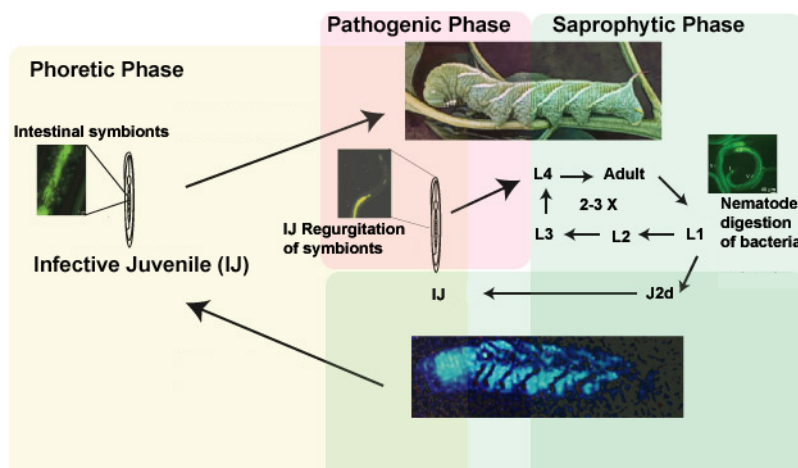 Pathogenic Phase
Saprophytic Phase
Phoretic Phase
Intestinal symbionts
L4
Adult
IJ Regurgitation
of symbionts
2-3 X
Nematode
digestion
of bacteria
L3
L2
L1
Infective Juvenile (IJ)
IJ
J2d